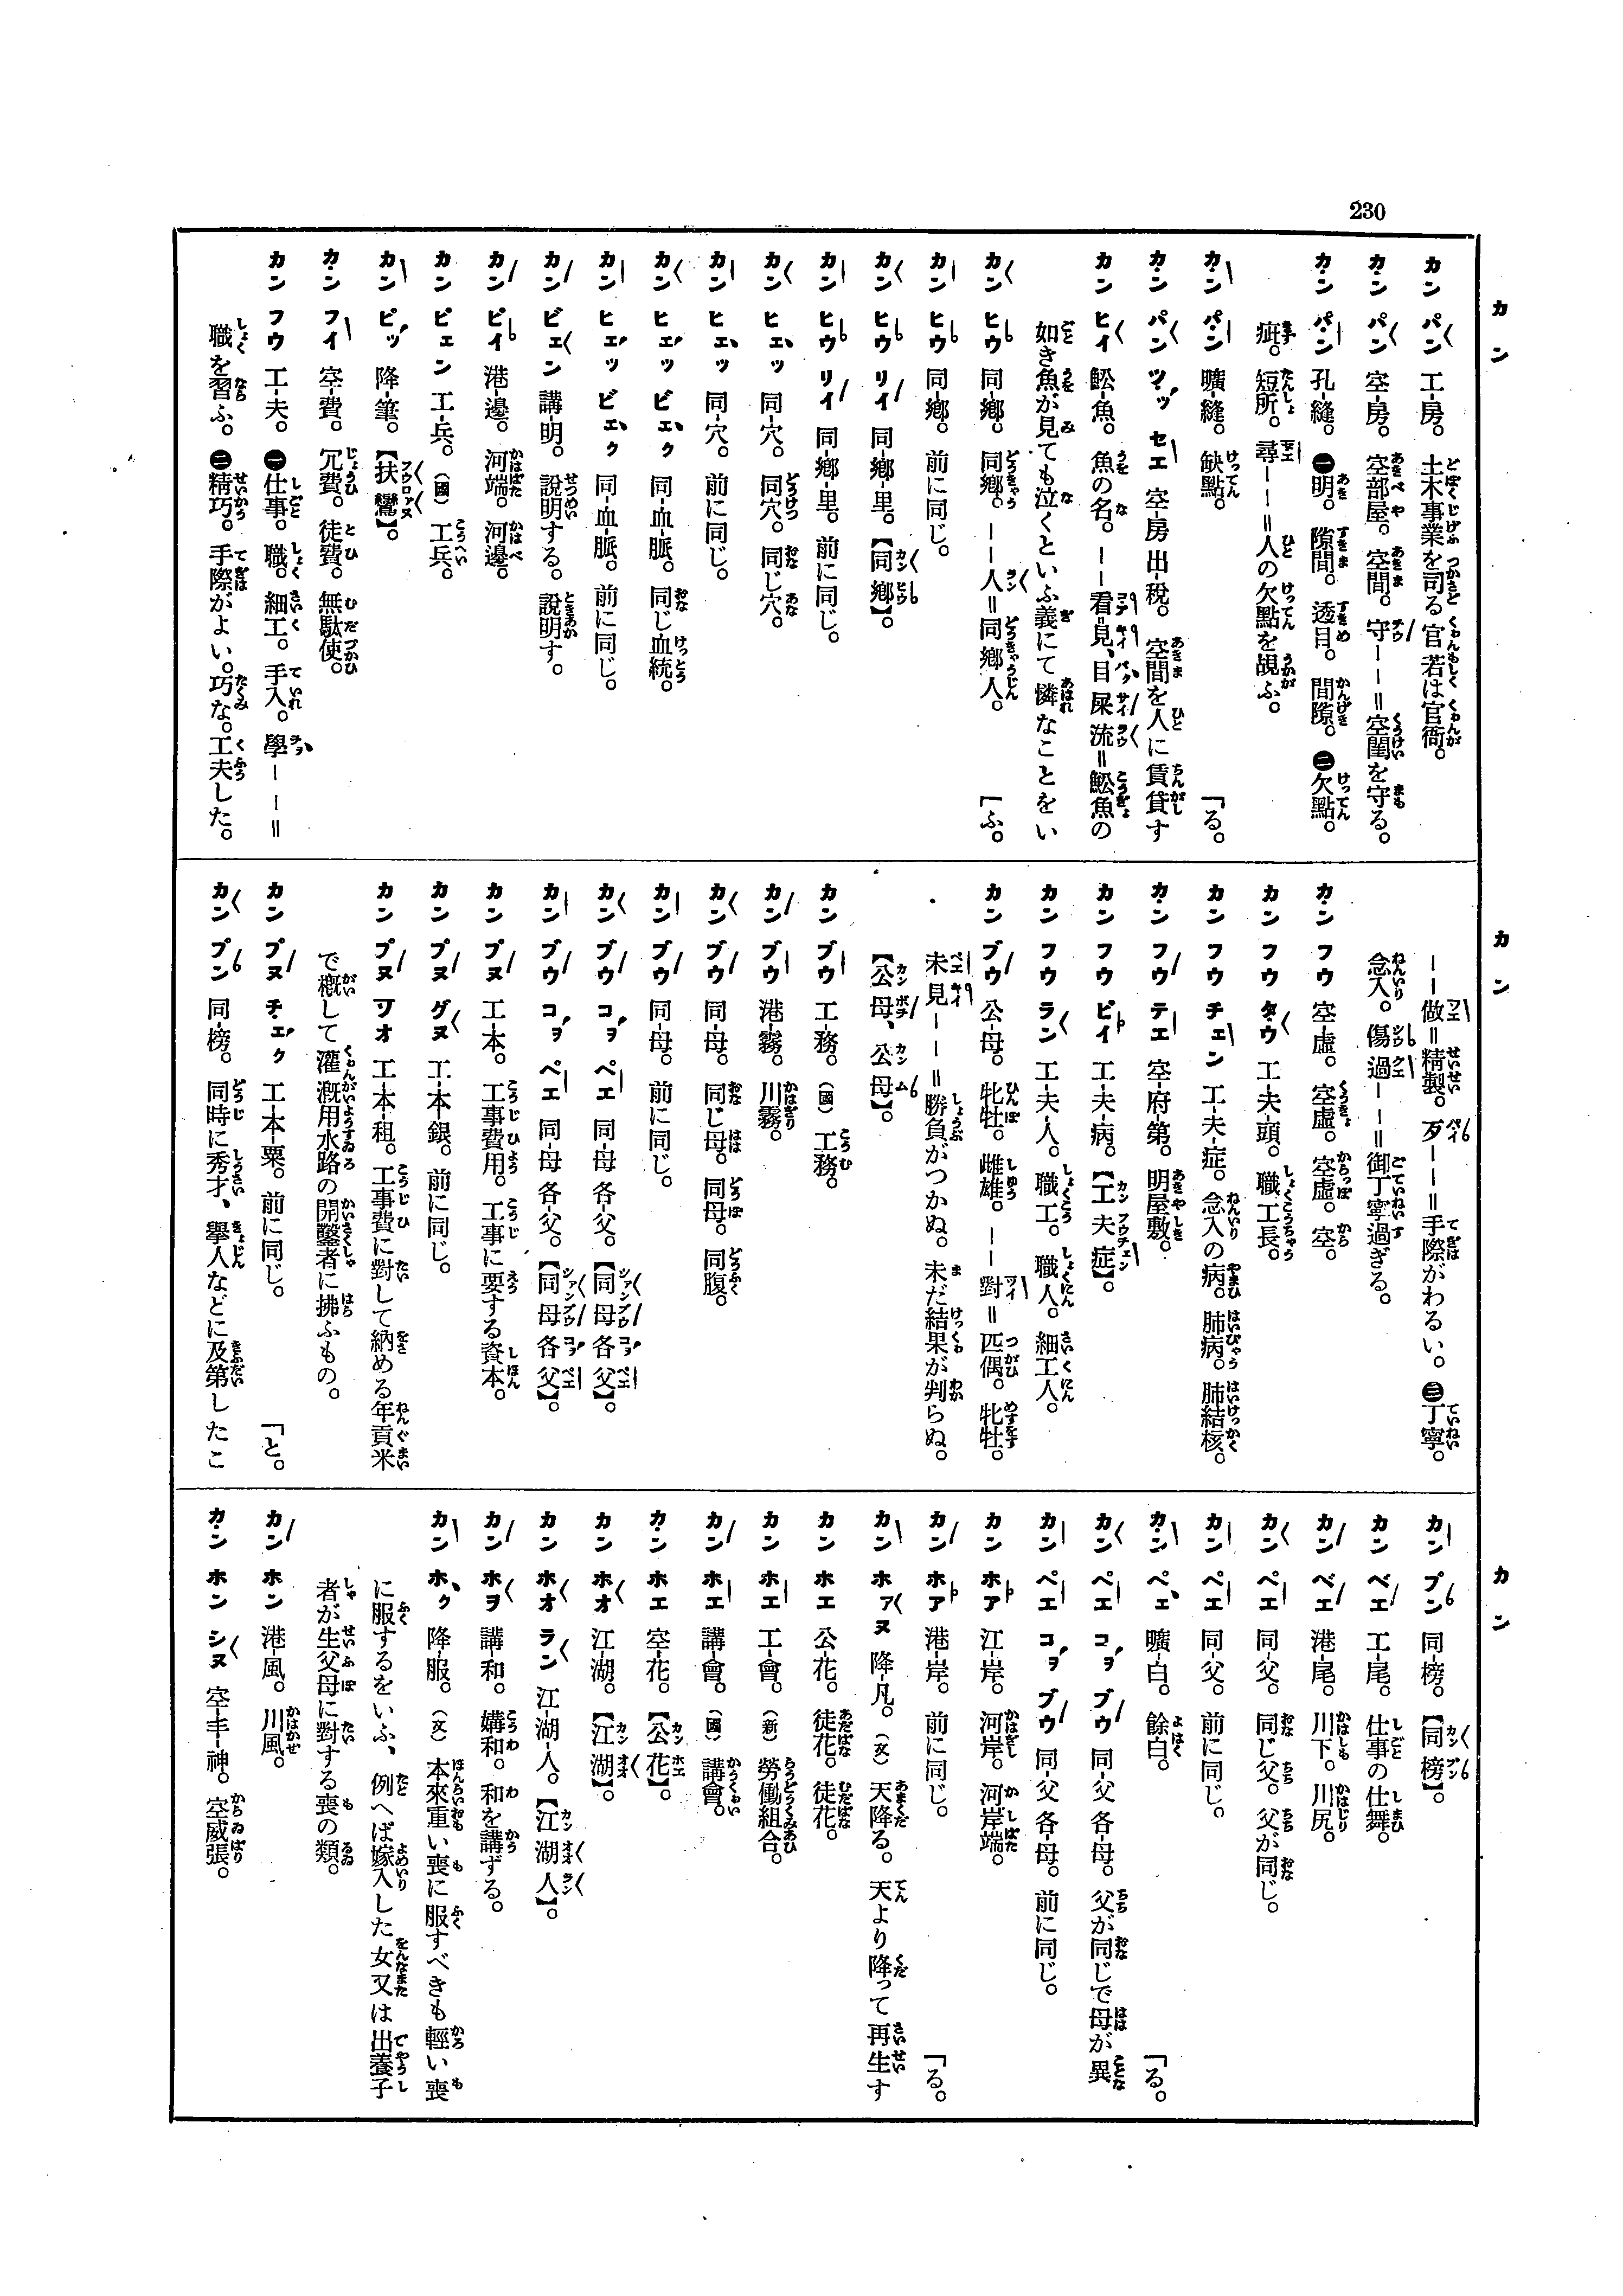 230
カン
カン パン 工-房。土木事業を司る官若は官衙。
カン パン 空-房。空部屋。空間。守――＝空閨を守る。
カン パン 孔-縫。㊀明。隙間。透目。間隙。㊁欠點。
疵。短所。尋――＝人の欠點を覘ふ。
カン パン 曠-縫。缺點。「る。
カン パン ツッ セエ 空-房出-稅。空間を人に賃貸す
カン ヒイ 魟-魚。魚の名。――看＝見、目屎流＝魟魚の
如き魚が見ても泣くといふ義にて憐なことをい
カン ヒウ 同-鄉。同鄉。――人＝同鄉人。「ふ。
カン ヒウ 同-鄉。前に同じ。
カン ヒウ リイ 同-鄉-里。【同鄉】。
カン ヒウ リイ 同-鄉-里。前に同じ。
カン ヒェッ 同-穴。同穴。同じ穴。
カン ヒェッ 同-穴。前に同じ。
カン ヒェッ ビェク 同-血-脈。同じ血統。
カン ヒェッ ビェク 同-血-脈。前に同じ。
カン ビェン 講-明。說明する。說明す。
カン ピイ 港-邊。河端。河邊。
カン ピェン 工-兵。（國）工兵。
カン ピッ 降-筆。【扶鸞】。
カン フイ 空-費。冗費。徒費。無駄使。
カン フウ 工-夫。㊀仕事。職。細工。手入。學――＝
職を習ふ。㊁精巧。手際がよい。巧な。工夫した。
カン
――做＝精製。歹――＝手際がわるい。㊂丁寧。
念入。傷過――＝御丁寧過ぎる。
カン フウ 空-虛。空虛。空虛。空。
カン フウ タウ 工-夫-頭。職工長。
カン フウ チェン 工-夫-症。念入の病。肺病。肺結核。
カン フウ テエ 空-府-第。明屋敷。
カン フウ ピイ 工-夫-病。【工夫症】。
カン フウ ラン 工-夫-人。職工。職人。細工人。
カン ブウ 公-母。牝牡。雌雄。――對＝匹偶。牝牡。
未見――＝勝負がつかぬ。未だ結果が判らぬ。
【公母、公母】。
カン ブウ 工-務。（國）工務。
カン ブウ 港-霧。川霧。
カン ブウ 同-母。同じ母。同母。同腹。
カン ブウ 同-母。前に同じ。
カン ブウ コヲ ペエ 同-母各-父。【同母各父】。
カン ブウ コヲ ペエ 同-母各-父。【同母各父】。
カン プヌ 工-本。工事費用。工事に要する資本。
カン プヌ グヌ 工-本-銀。前に同じ。
カン プヌ ツオ 工-本-租。工事費に對して納める年貢米
で概して灌漑用水路の開鑿者に拂ふもの。
カン プヌ チェク 工-本-粟。前に同じ。「と。
カン プン 同-榜。同時に秀才、擧人などに及第したこ
カン
カン プン 同-榜。【同榜】。
カン ベエ 工-尾。仕事の仕舞。
カン ベエ 港-尾。川下。川尻。
カン ペエ 同-父。同じ父。父が同じ。
カン ペエ 同-父。前に同じ。
カン ペェ 曠-白。餘白。「る。
カン ペエ コヲ ブウ 同-父各-母。父が同じで母が異
カン ペエ コヲ ブウ 同-父各-母。前に同じ。
カン ホア 江-岸。河岸。河岸端。
カン ホア 港-岸。前に同じ。「る。
カン ホァヌ 降-凡。（文）天降る。天より降って再生す
カン ホエ 公-花。徒花。徒花。
カン ホエ 工-會。（新）勞働組合。
カン ホエ 講-會。（國）講會。
カン ホエ 空-花。【公花】。
カン ホオ 江-湖。【江湖】。
カン ホオ ラン 江-湖-人。【江湖人】。
カン ホヲ 講-和。媾和。和を講ずる。
カン ホク 降-服。（文）本來重い喪に服すべきも輕い喪
に服するをいふ、例へば嫁入した女又は出養子
者が生父母に對する喪の類。
カン ホン 港-風。川風。
カン ホン シヌ 空-丰-神。空威張。